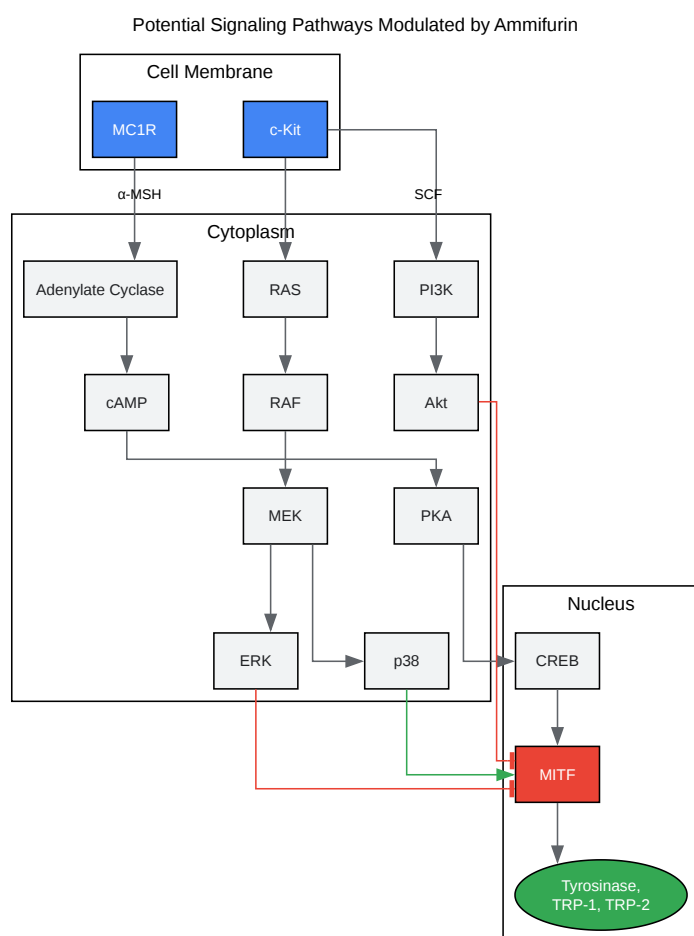 Potential Signaling Pathways Modulated by Ammifurin
Cell Membrane
MC1R
c-Kit
α-MSH
SCF
Cytoplasm
Adenylate Cyclase
RAS
PI3K
cAMP
RAF
Akt
MEK
PKA
Nucleus
ERK
p38
CREB
MITF
Tyrosinase,
TRP-1, TRP-2